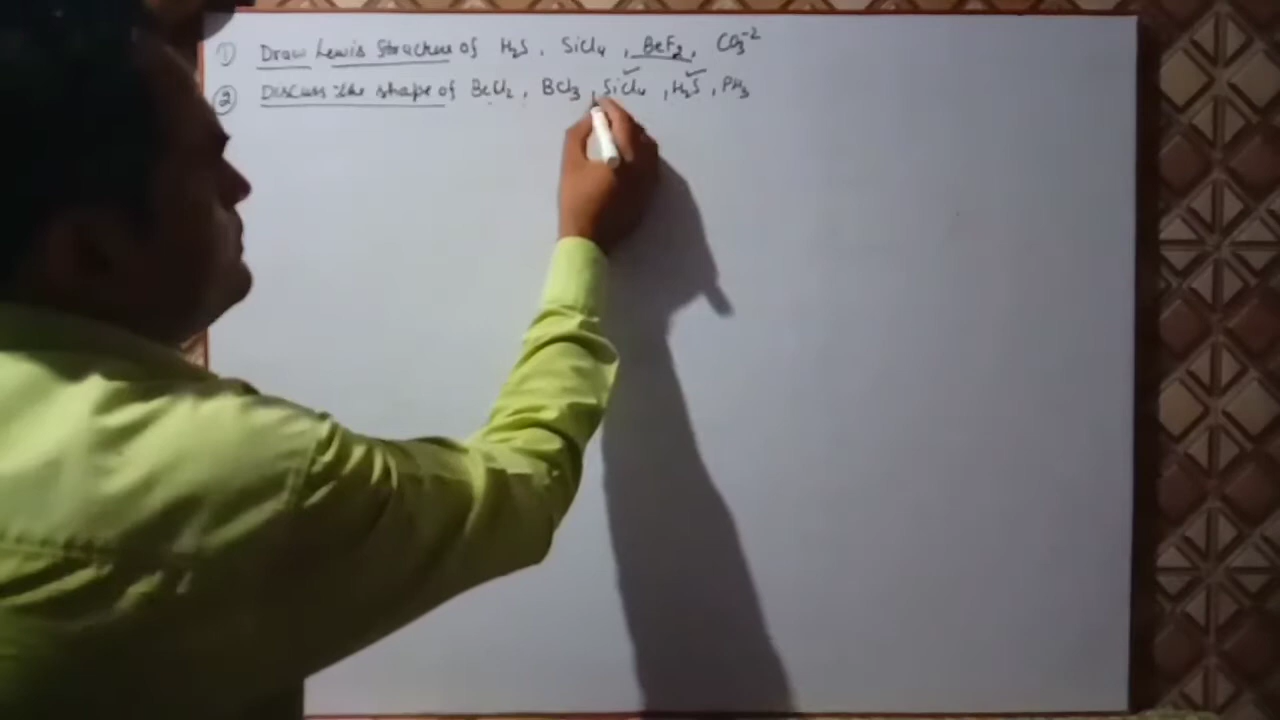 ① Draw Lewis Structure of H₂S, SiCl₄, BeF₂, CO₃⁻²
② Discuss the shape of BeCl₂, BCl₃, SiCl₄, H₂S, PH₃